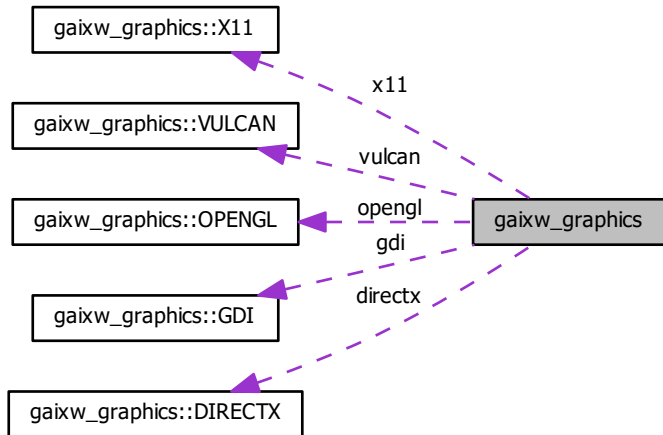 gaixw_graphics::X11
x11
gaixw_graphics::VULCAN
vulcan
gaixw_graphics::OPENGL
opengl
gaixw_graphics
gdi
gaixw_graphics::GDI
directx
gaixw_graphics::DIRECTX